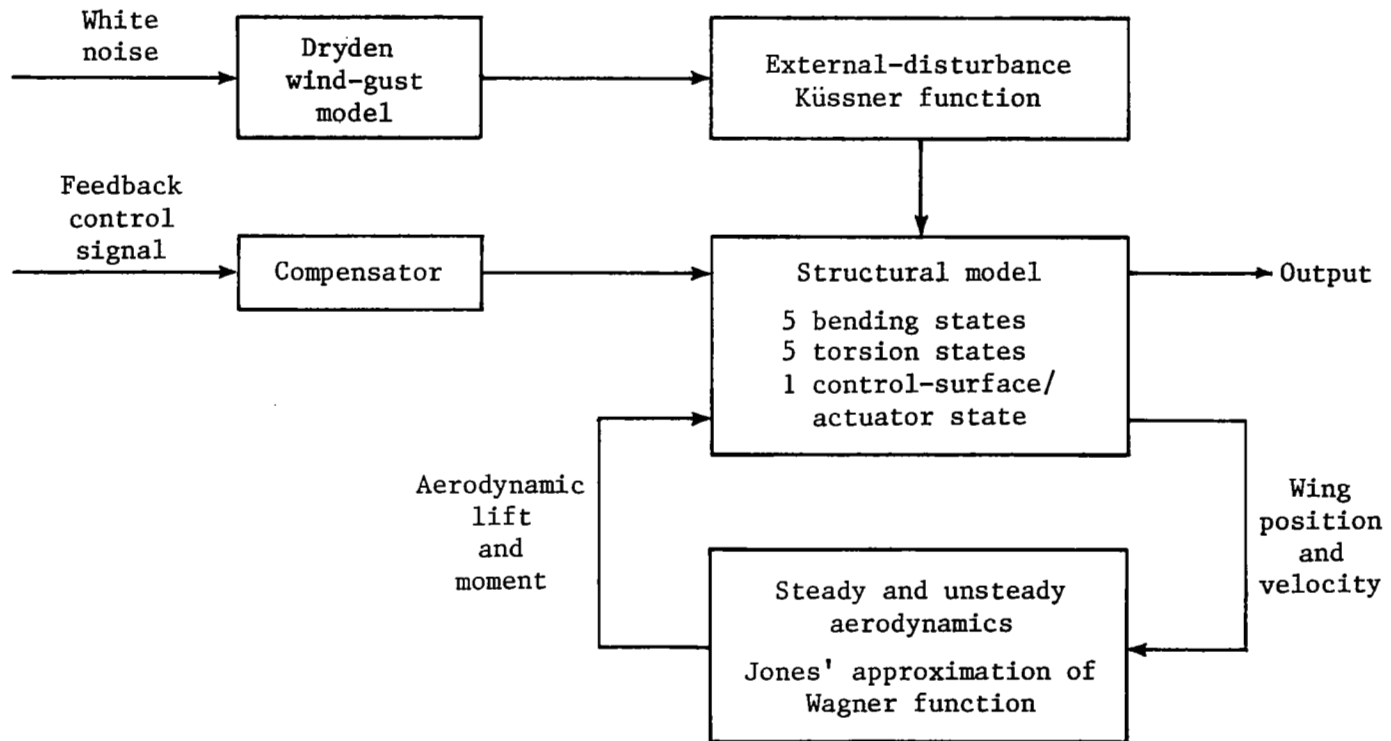 White
noise
Dryden
wind-gust
model
External-disturbance
Küssner function
Feedback
control
signal
Compensator
Structural model
5 bending states
5 torsion states
1 control-surface/
actuator state
Output
Aerodynamic
lift
and
moment
Wing
position
and
velocity
Steady and unsteady
aerodynamics
Jones' approximation of
Wagner function